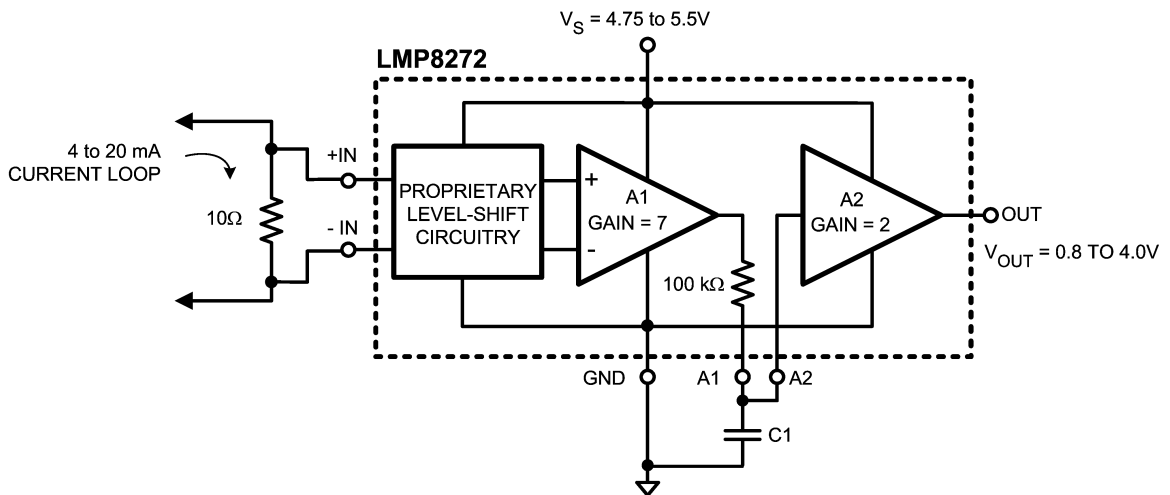 V_S = 4.75 to 5.5V
LMP8272
4 to 20 mA
CURRENT LOOP
+IN
10Ω
- IN
PROPRIETARY
LEVEL-SHIFT
CIRCUITRY
+
-
A1
GAIN = 7
100 kΩ
A2
GAIN = 2
OUT
V_OUT = 0.8 TO 4.0V
GND
A1
A2
C1